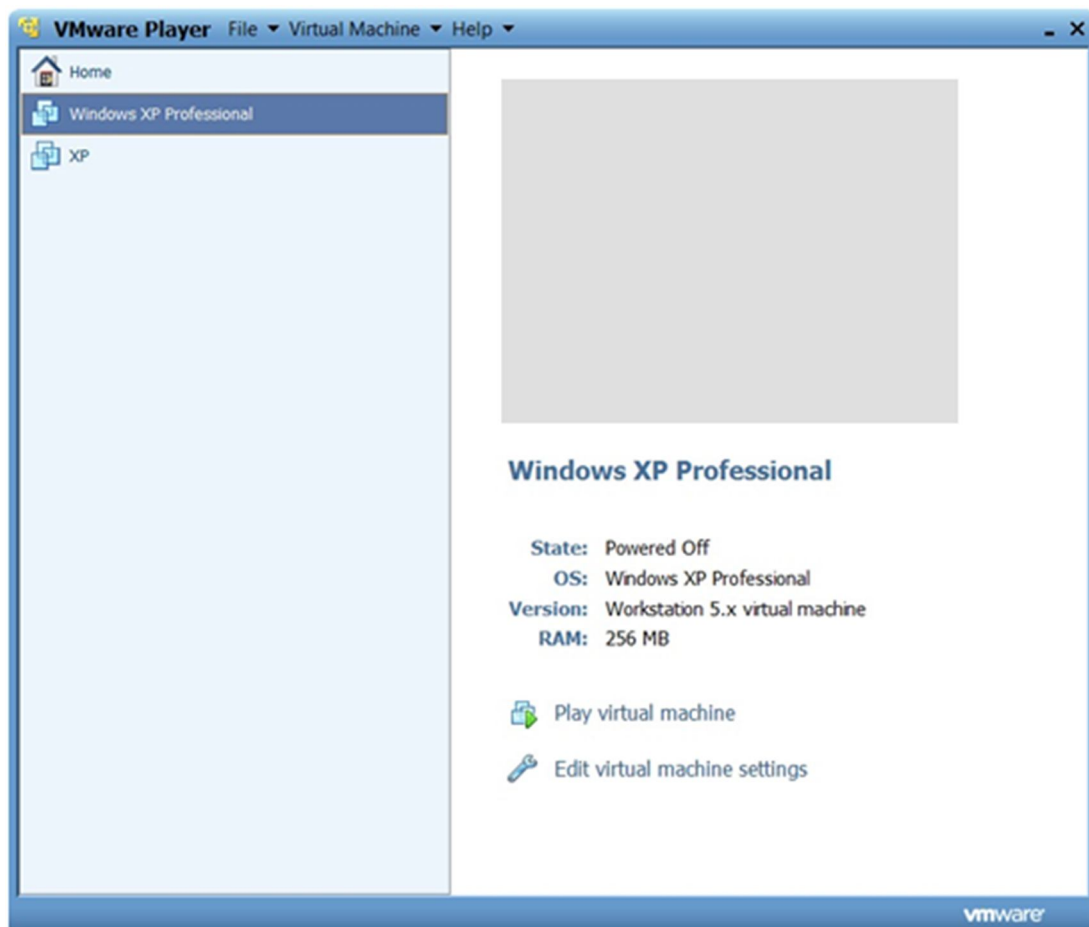 VMware Player File Virtual Machine Help
Home
Windows XP Professional
XP
Windows XP Professional
State: Powered Off
OS: Windows XP Professional
Version: Workstation 5.x virtual machine
RAM: 256 MB
Play virtual machine
Edit virtual machine settings
vmware